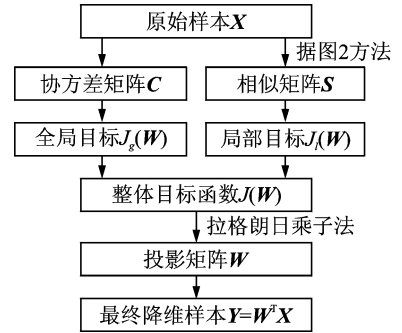 原始样本X
据图2方法
协方差矩阵C
相似矩阵S
全局目标Jg(W)
局部目标Jl(W)
整体目标函数J(W)
拉格朗日乘子法
投影矩阵W
最终降维样本Y=WᵀX